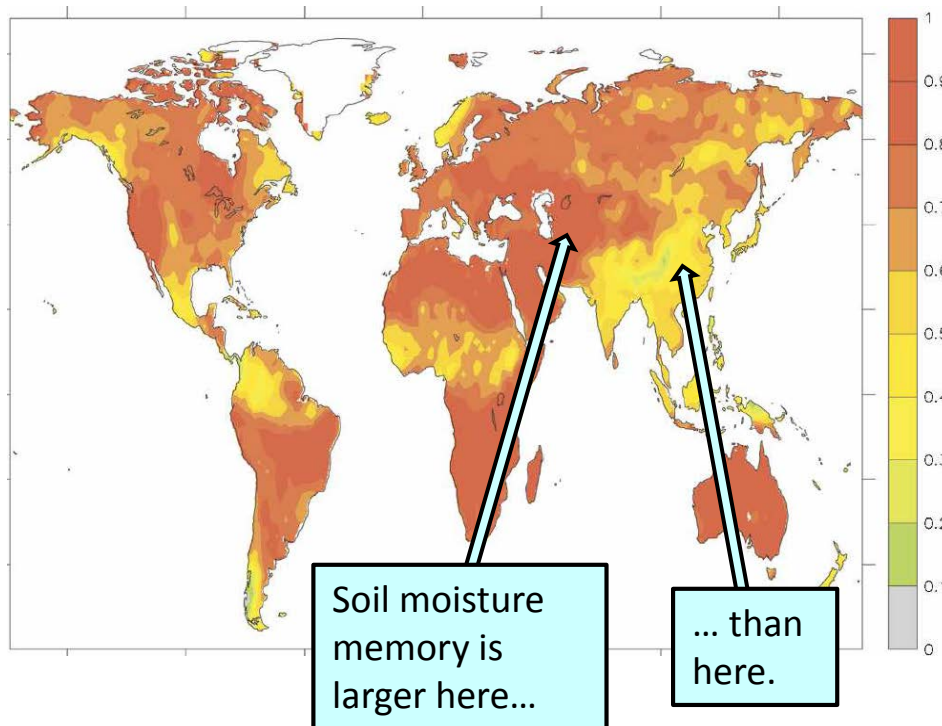 1
0.9
0.8
0.7
0.6
0.5
0.4
0.3
0.2
0.1
0
Soil moisture
memory is
larger here…
… than
here.